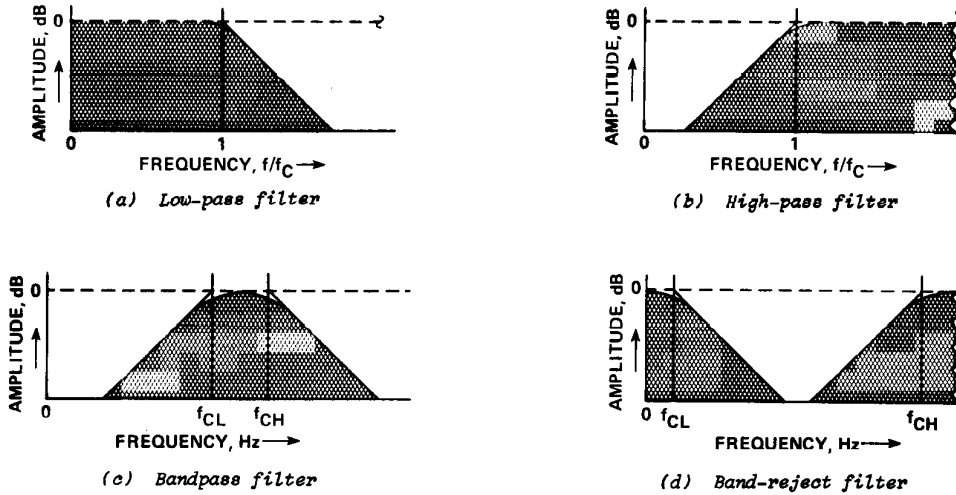 AMPLITUDE, dB
0
0 1
FREQUENCY, f/fC
(a) Low-pass filter
AMPLITUDE, dB
0
0 1
FREQUENCY, f/fC
(b) High-pass filter
AMPLITUDE, dB
0
0 fCL fCH
FREQUENCY, Hz
(c) Bandpass filter
AMPLITUDE, dB
0
0 fCL fCH
FREQUENCY, Hz
(d) Band-reject filter